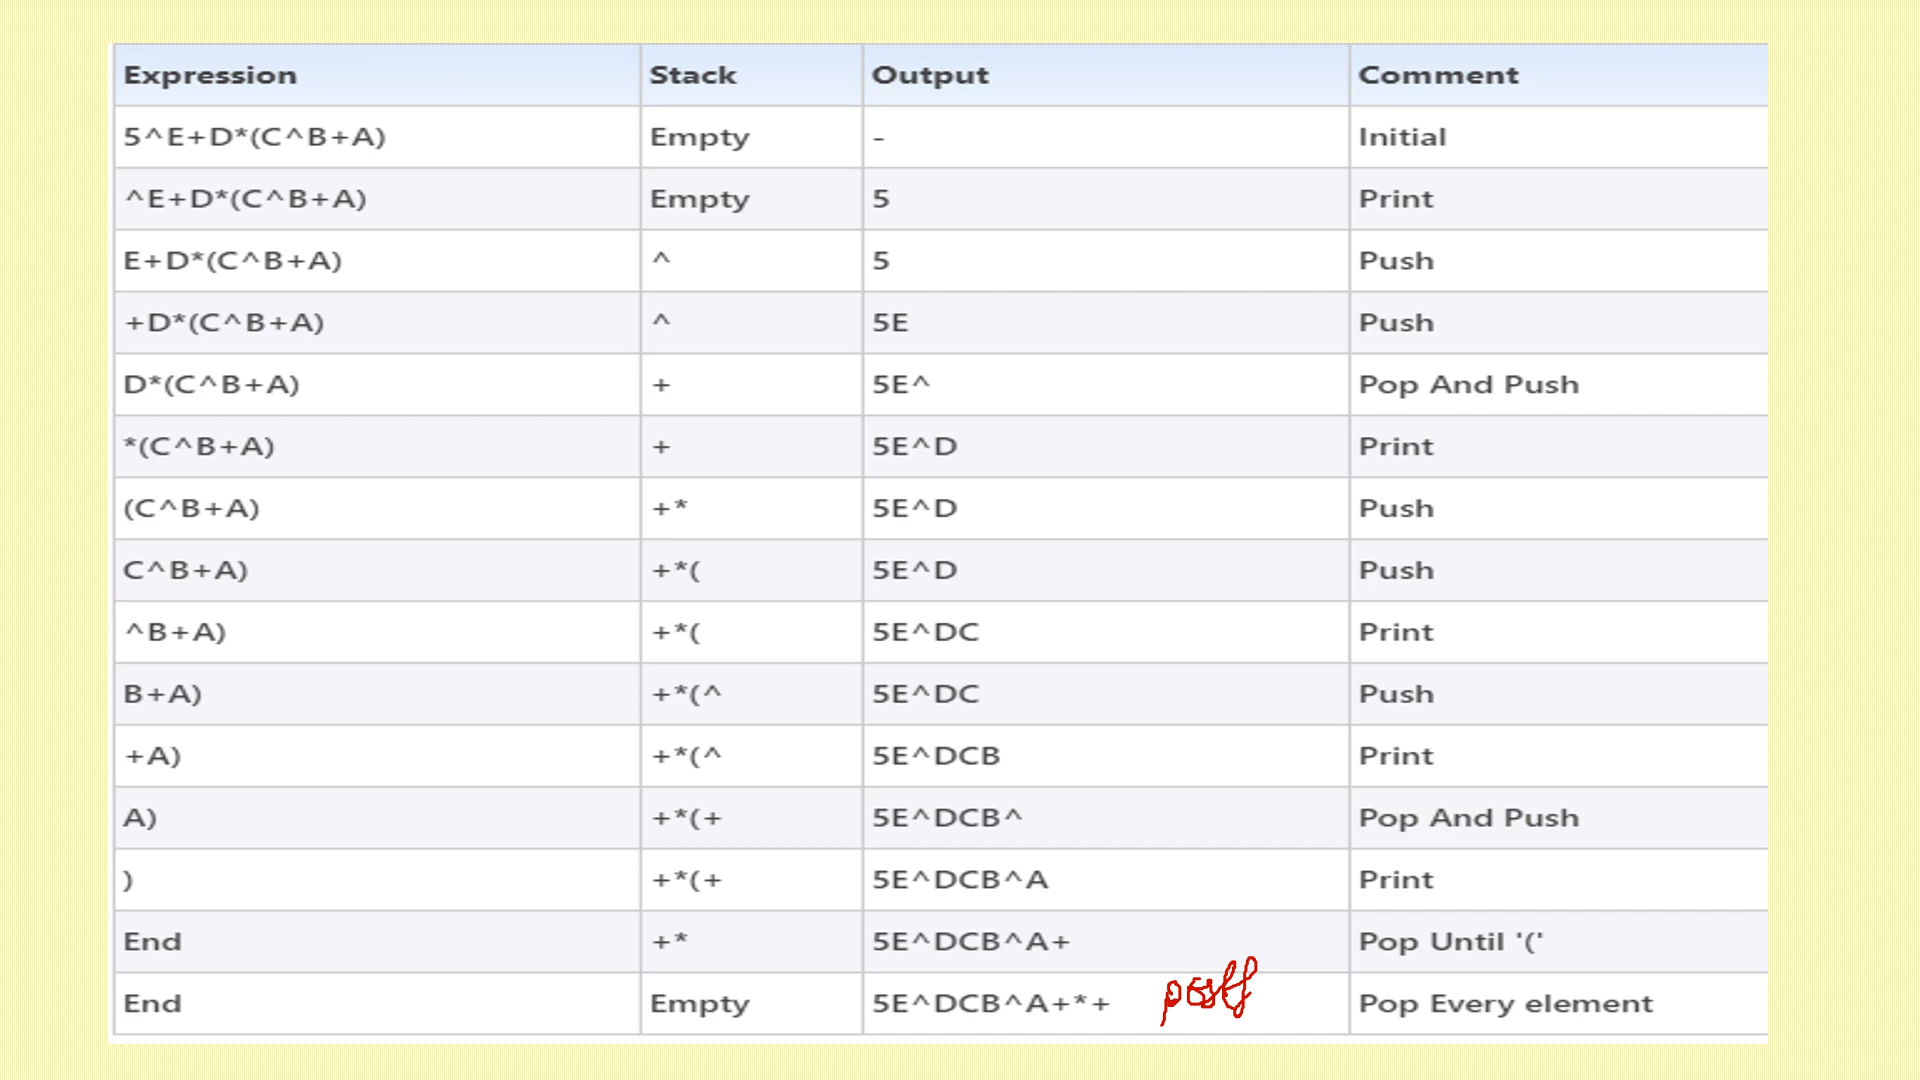 Expression Stack Output Comment
5^E+D*(C^B+A) Empty - Initial
^E+D*(C^B+A) Empty 5 Print
E+D*(C^B+A) ^ 5 Push
+D*(C^B+A) ^ 5E Push
D*(C^B+A) + 5E^ Pop And Push
*(C^B+A) + 5E^D Print
(C^B+A) +* 5E^D Push
C^B+A) +*( 5E^D Push
^B+A) +*( 5E^DC Print
B+A) +*(^ 5E^DC Push
+A) +*(^ 5E^DCB Print
A) +*(+ 5E^DCB^ Pop And Push
) +*(+ 5E^DCB^A Print
End +* 5E^DCB^A+ Pop Until '('
End Empty 5E^DCB^A+*+ Pop Every element